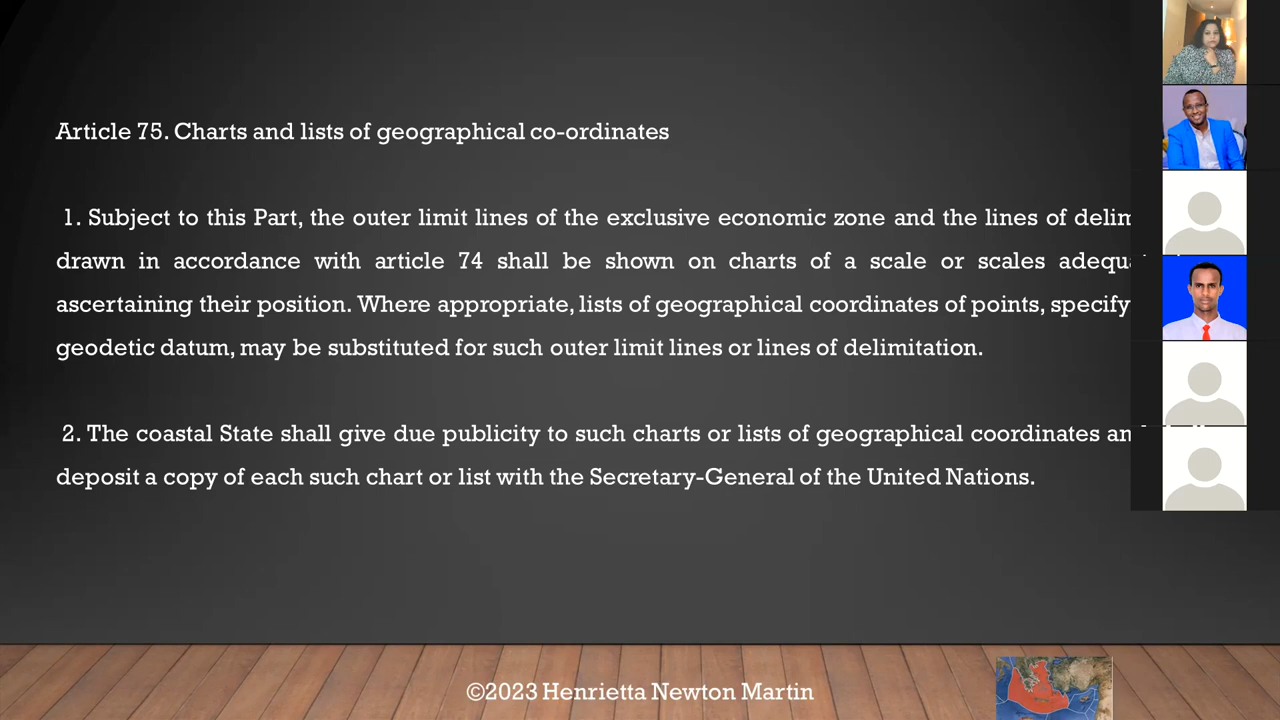 Article 75. Charts and lists of geographical co-ordinates
1. Subject to this Part, the outer limit lines of the exclusive economic zone and the lines of delim
drawn in accordance with article 74 shall be shown on charts of a scale or scales adequa
ascertaining their position. Where appropriate, lists of geographical coordinates of points, specify
geodetic datum, may be substituted for such outer limit lines or lines of delimitation.
2. The coastal State shall give due publicity to such charts or lists of geographical coordinates an
deposit a copy of each such chart or list with the Secretary-General of the United Nations.
©2023 Henrietta Newton Martin